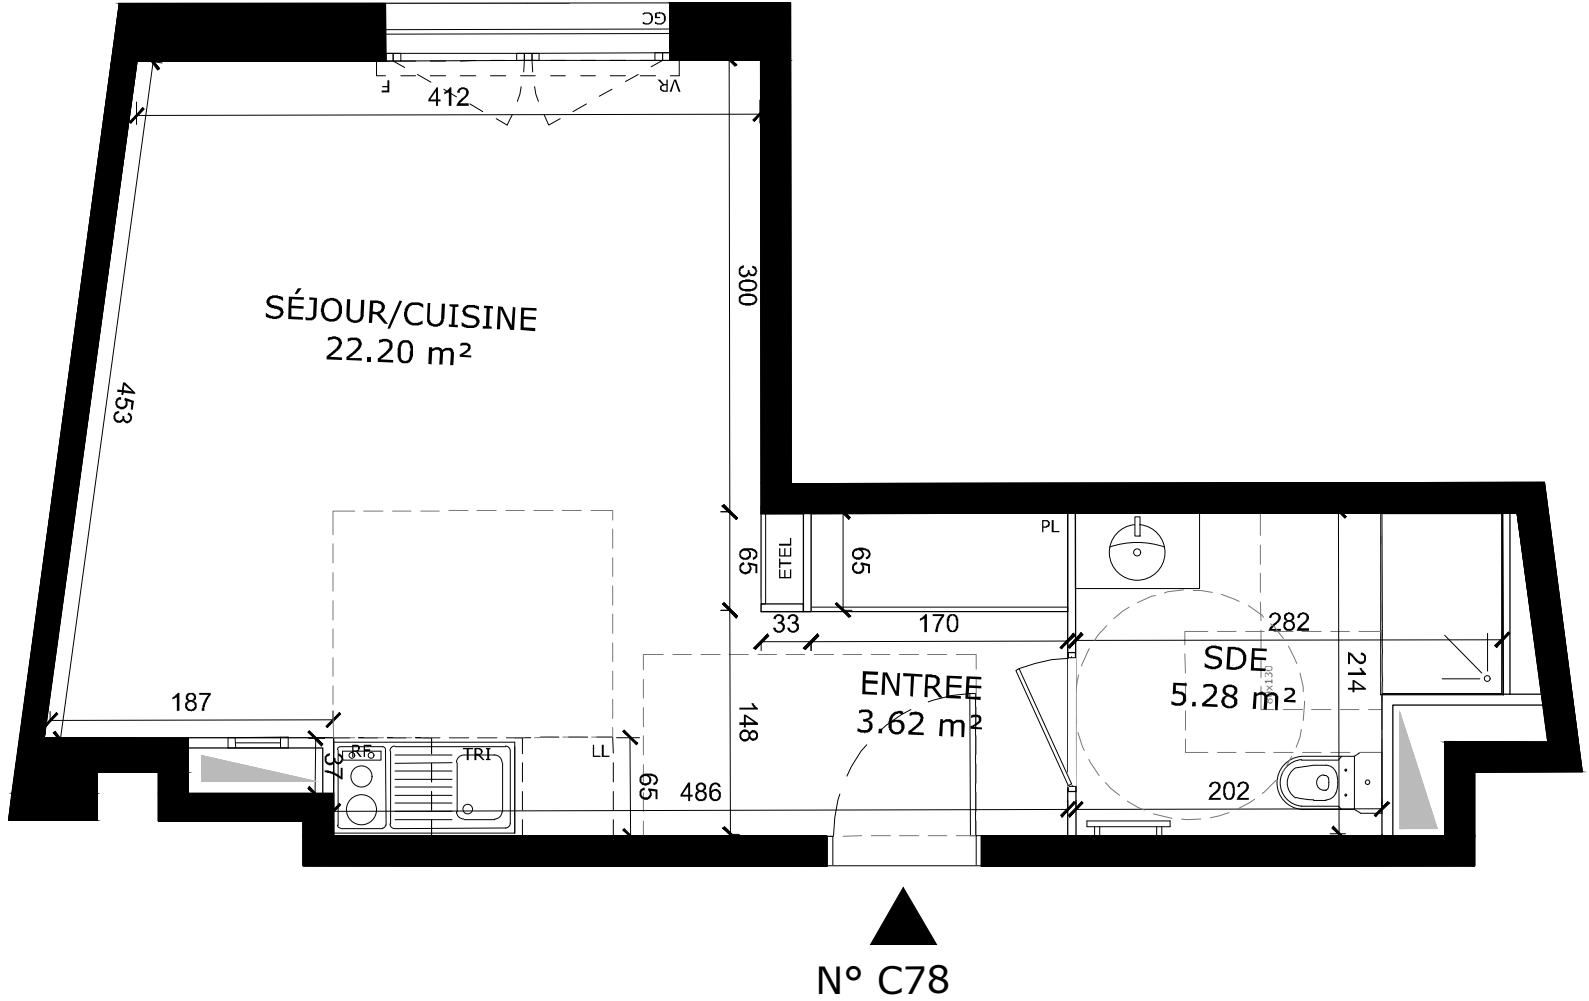 GC
F
VR
412
300
SÉJOUR/CUISINE
22.20 m²
453
65
ETEL
65
PL
33
170
282
SDE
5.28 m²
214
ENTREE
3.62 m²
187
148
RF
TRI
LL
37
65
486
202
N° C78